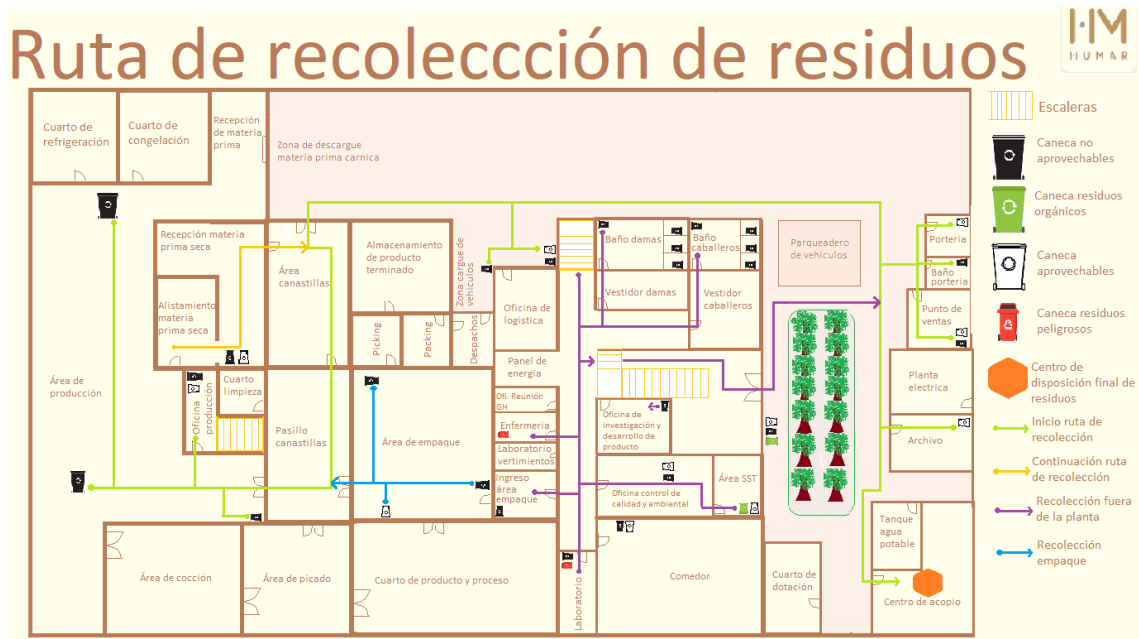 Ruta de recoleccción de residuos
HM
HUMAR
Cuarto de
refrigeración
Cuarto de
congelación
Recepción
de materia
prima
Zona de descargue
materia prima carnica
Recepción materia
prima seca
Alistamiento
materia
prima seca
Área
canastillas
Almacenamiento
de producto
terminado
Zona cargue de
vehículos
Picking
Packing
Despachos
Oficina de
logistica
Panel de
energia
Ofi. Reunión
GH
Enfermeria
Laboratorio
vertimientos
Ingreso
área
empaque
Baño damas
Baño
caballeros
Vestidor damas
Vestidor
caballeros
Parqueadero
de vehiculos
Porteria
Baño
porteria
Punto de
ventas
Planta
electrica
Archivo
Área de
producción
Oficina
producción
Cuarto
limpieza
Pasillo
canastillas
Área de empaque
Oficina de
investigación y
desarrollo de
producto
Oficina control de
calidad y ambiental
Área SST
Área de cocción
Área de picado
Cuarto de producto y proceso
Laboratorio
Comedor
Cuarto de
dotación
Tanque
agua
potable
Centro de acopio
Escaleras
Caneca no
aprovechables
Caneca residuos
orgánicos
Caneca
aprovechables
Caneca residuos
peligrosos
Centro de
disposición final de
residuos
Inicio ruta de
recolección
Continuación ruta
de recolección
Recolección fuera
de la planta
Recolección
empaque